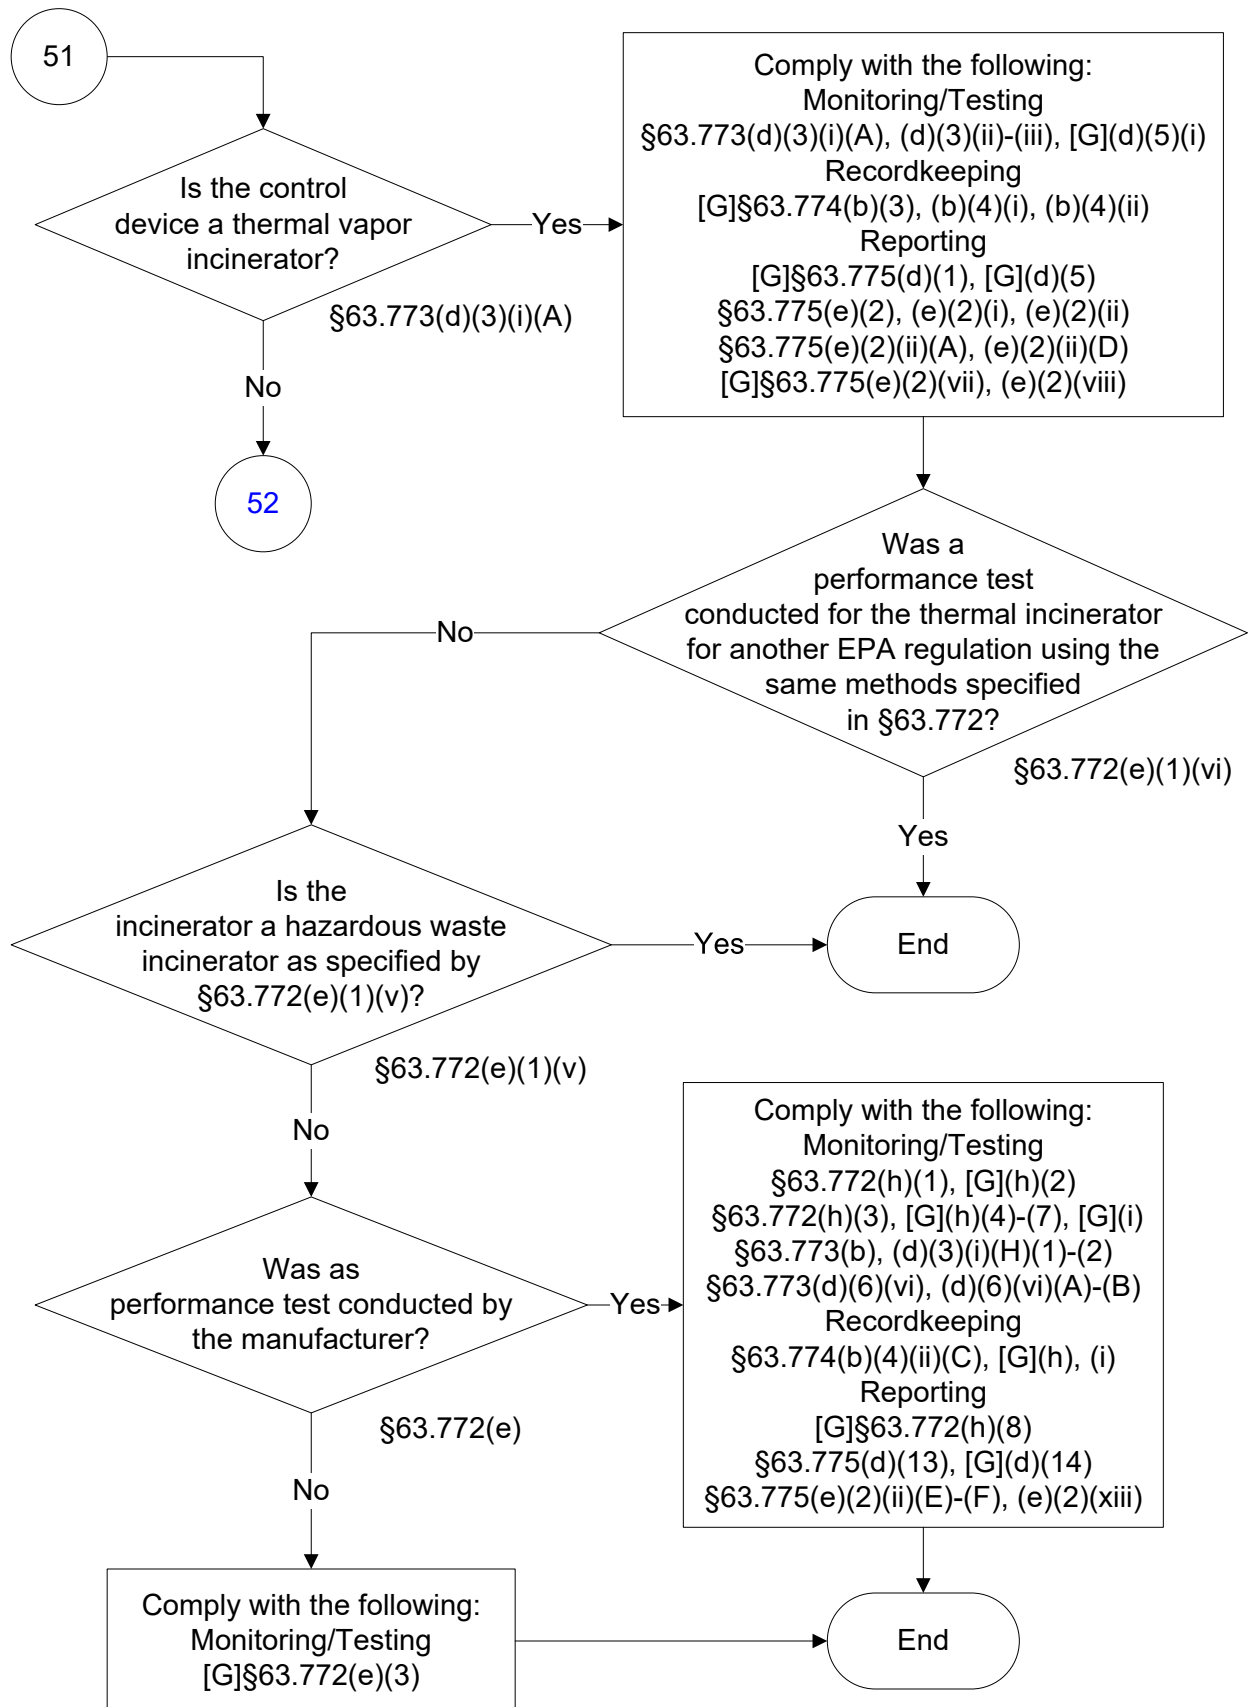 51
Is the control
device a thermal vapor
incinerator?
§63.773(d)(3)(i)(A)
Yes
No
52
Comply with the following:
Monitoring/Testing
§63.773(d)(3)(i)(A), (d)(3)(ii)-(iii), [G](d)(5)(i)
Recordkeeping
[G]§63.774(b)(3), (b)(4)(i), (b)(4)(ii)
Reporting
[G]§63.775(d)(1), [G](d)(5)
§63.775(e)(2), (e)(2)(i), (e)(2)(ii)
§63.775(e)(2)(ii)(A), (e)(2)(ii)(D)
[G]§63.775(e)(2)(vii), (e)(2)(viii)
Was a
performance test
conducted for the thermal incinerator
for another EPA regulation using the
same methods specified
in §63.772?
§63.772(e)(1)(vi)
No
Yes
Is the
incinerator a hazardous waste
incinerator as specified by
§63.772(e)(1)(v)?
§63.772(e)(1)(v)
Yes
End
No
Was as
performance test conducted by
the manufacturer?
§63.772(e)
Yes
Comply with the following:
Monitoring/Testing
§63.772(h)(1), [G](h)(2)
§63.772(h)(3), [G](h)(4)-(7), [G](i)
§63.773(b), (d)(3)(i)(H)(1)-(2)
§63.773(d)(6)(vi), (d)(6)(vi)(A)-(B)
Recordkeeping
§63.774(b)(4)(ii)(C), [G](h), (i)
Reporting
[G]§63.772(h)(8)
§63.775(d)(13), [G](d)(14)
§63.775(e)(2)(ii)(E)-(F), (e)(2)(xiii)
No
Comply with the following:
Monitoring/Testing
[G]§63.772(e)(3)
End